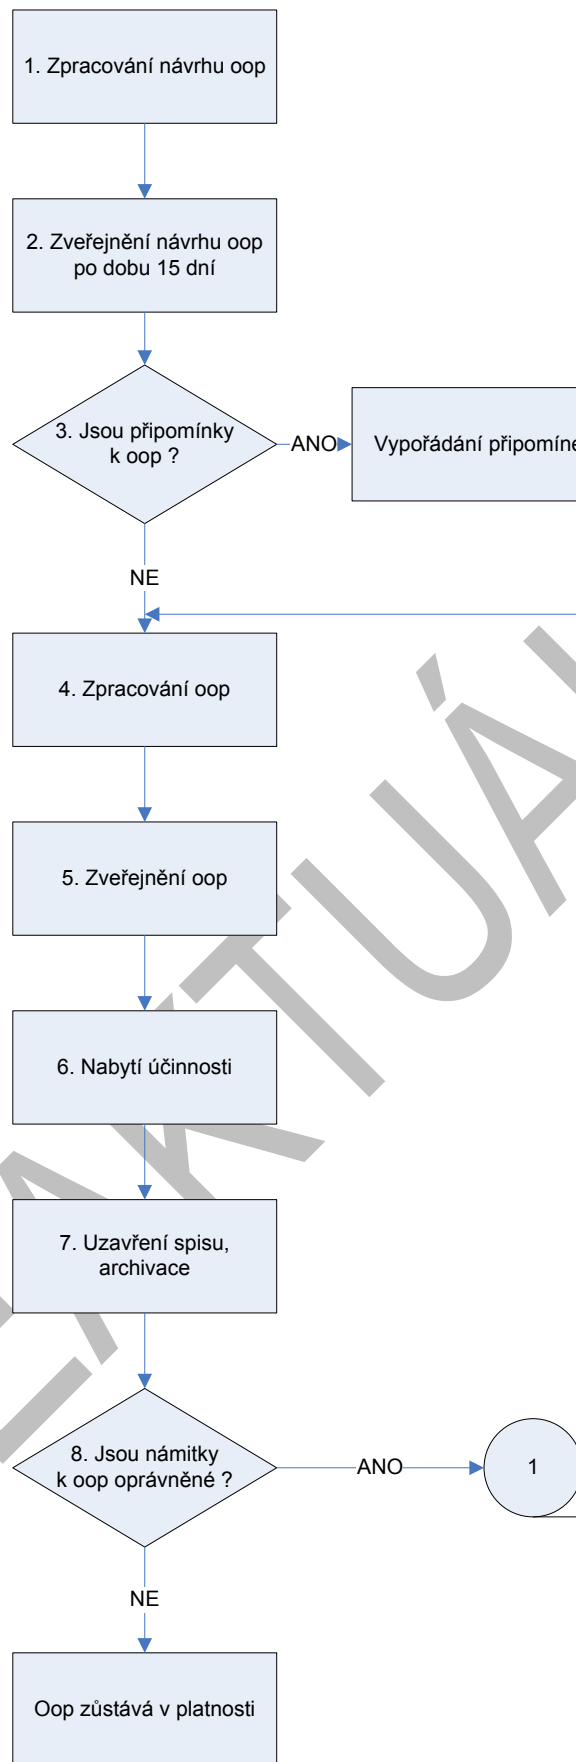 1. Zpracování návrhu oop
2. Zveřejnění návrhu oop
po dobu 15 dní
3. Jsou připomínky
k oop ?
ANO
Vypořádání připomíne
NE
4. Zpracování oop
5. Zveřejnění oop
6. Nabytí účinnosti
7. Uzavření spisu,
archivace
8. Jsou námitky
k oop oprávněné ?
ANO
1
NE
Oop zůstává v platnosti